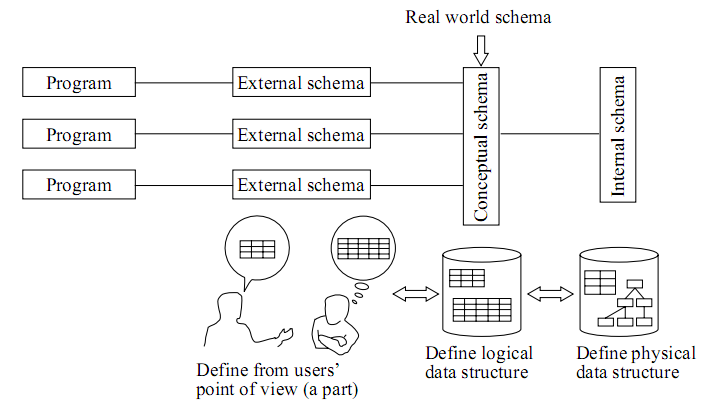 Real world schema
Program
External schema
Program
External schema
Program
External schema
Conceptual schema
Internal schema
Define from users'
point of view (a part)
Define logical
data structure
Define physical
data structure